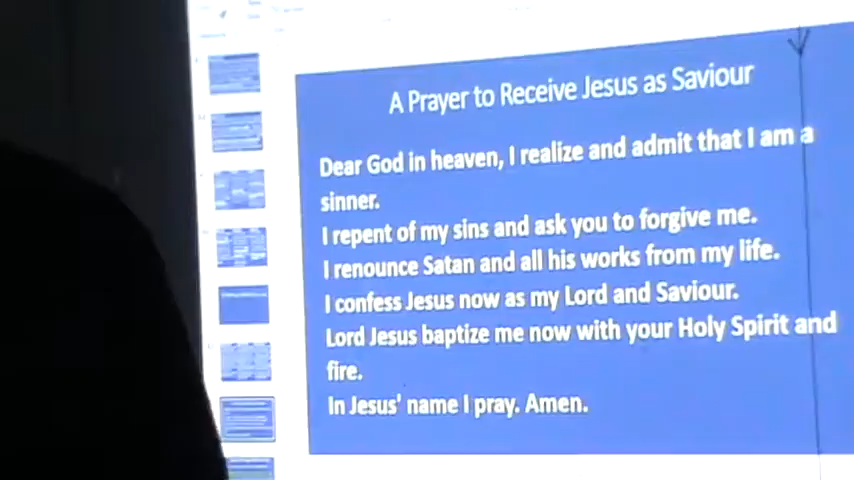 A Prayer to Receive Jesus as Saviour
Dear God in heaven, I realize and admit that I am a
sinner.
I repent of my sins and ask you to forgive me.
I renounce Satan and all his works from my life.
I confess Jesus now as my Lord and Saviour.
Lord Jesus baptize me now with your Holy Spirit and
fire.
In Jesus' name I pray. Amen.